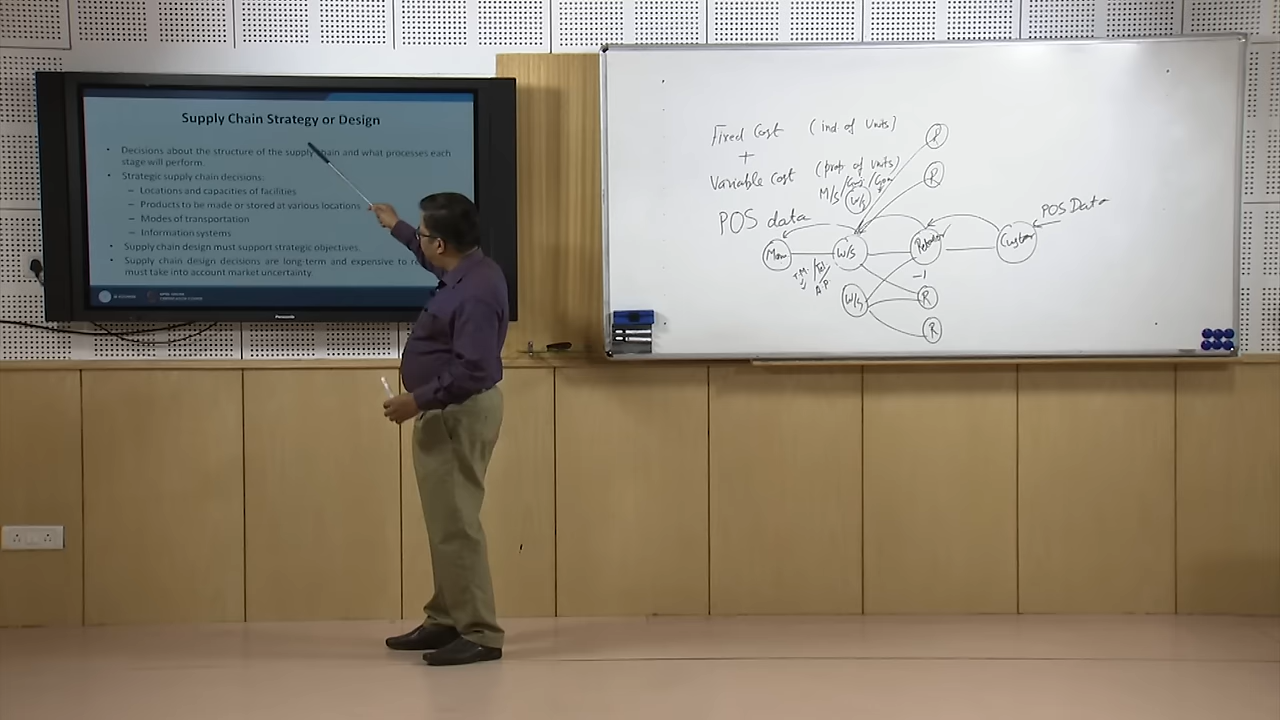 Supply Chain Strategy or Design
• Decisions about the structure of the supply chain and what processes each
stage will perform.
• Strategic supply chain decisions:
– Locations and capacities of facilities
– Products to be made or stored at various locations
– Modes of transportation
– Information systems
• Supply chain design must support strategic objectives.
• Supply chain design decisions are long-term and expensive to
must take into account market uncertainty
Panasonic
Fixed Cost (ind of Units)
+
Variable Cost (prob of Units)
M/S
W/S
POS data
POS Data
R
R
Man
W/S
Retailer
Custom
-1
W/S
R
R